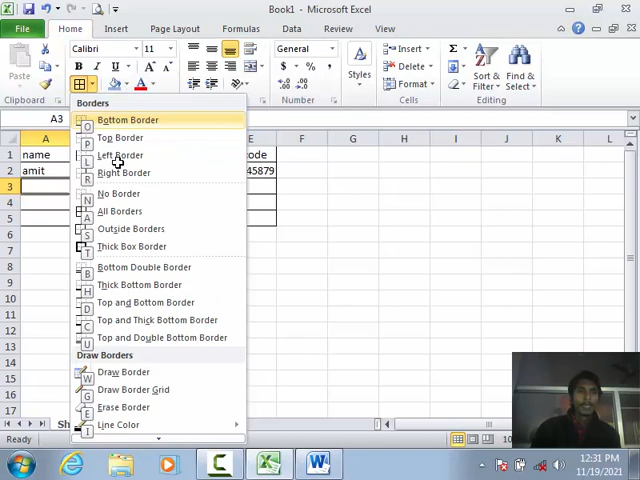 Book1 - Microsoft Excel
File Home Insert Page Layout Formulas Data Review View
Calibri 11 General Insert Σ
Paste B I U A $ % , Styles Delete Sort & Filter Find & Select
Format
Clipboard Number Cells Editing
A3
Borders
Bottom Border
O
Top Border
P
Left Border
L
Right Border
R
No Border
N
All Borders
A
Outside Borders
S
Thick Box Border
T
Bottom Double Border
B
Thick Bottom Border
H
Top and Bottom Border
D
Top and Thick Bottom Border
C
Top and Double Bottom Border
U
Draw Borders
Draw Border
W
Draw Border Grid
G
Erase Border
E
Line Color
I
A E F G H I J K L
1 name code
2 amit 45879
3
4
5
6
7
8
9
10
11
12
13
14
15
16
17
Ready
12:31 PM
11/19/2021